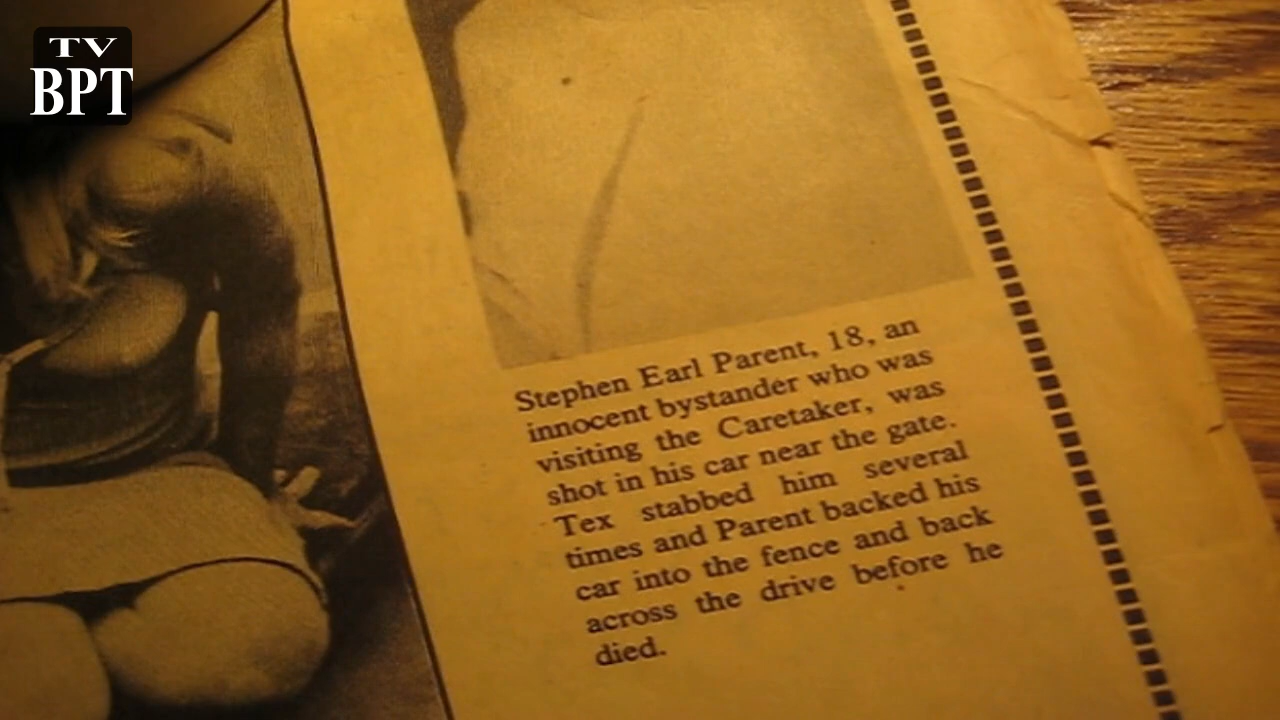 TV
BPT
Stephen Earl Parent, 18, an
innocent bystander who was
visiting the Caretaker, was
shot in his car near the gate.
Tex stabbed him several
times and Parent backed his
car into the fence and back
across the drive before he
died.